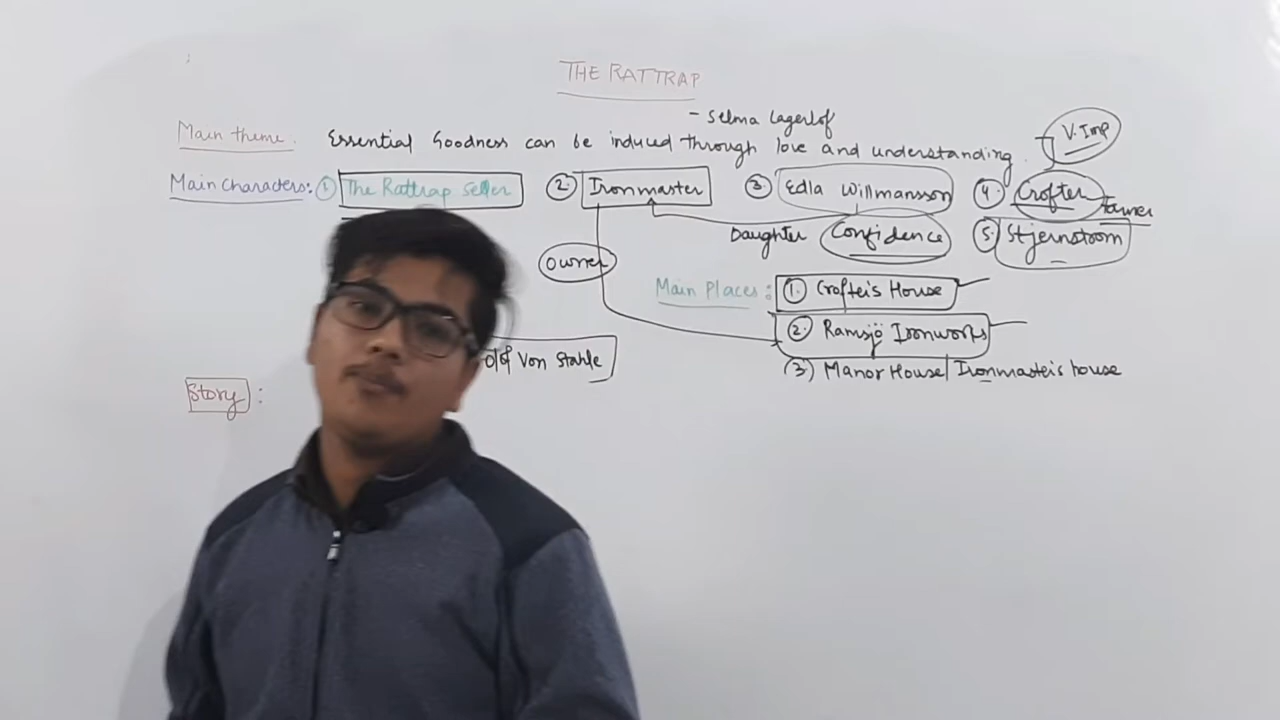 THE RATTRAP
- Selma Lagerlof
Main theme. Essential Goodness can be induced through love and understanding. V. Imp
Main Characters: ① The Rattrap Seller ② Ironmaster ③ Edla Willmansson ④ Crofter Farmer
Daughter Confidence ⑤ Stjernstrom
Owner
Main Places: ① Crofter's House
② Ramsjö Ironworks
Von Stahle ③ Manor House/ Ironmaster's house
Story: